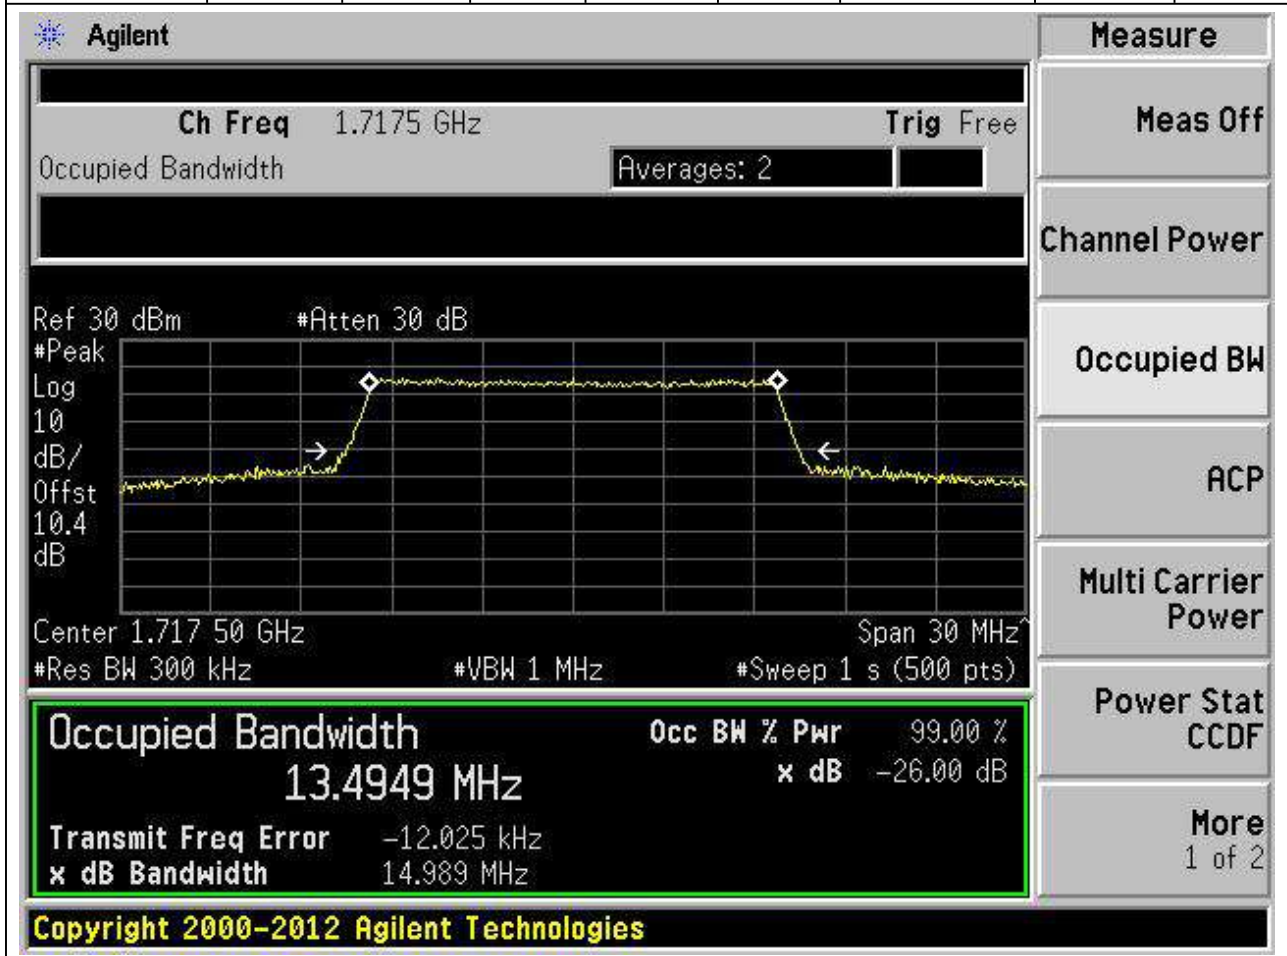 Agilent
Measure
Ch Freq 1.7175 GHz Trig Free
Meas Off
Occupied Bandwidth Averages: 2
Channel Power
Ref 30 dBm #Atten 30 dB
#Peak
Log
10
dB/
Offst
10.4
dB
Occupied BW
ACP
Multi Carrier
Power
Center 1.717 50 GHz Span 30 MHz^
#Res BW 300 kHz #VBW 1 MHz #Sweep 1 s (500 pts)
Power Stat
CCDF
Occupied Bandwidth Occ BW % Pwr 99.00 %
13.4949 MHz x dB -26.00 dB
Transmit Freq Error -12.025 kHz
x dB Bandwidth 14.989 MHz
More
1 of 2
Copyright 2000-2012 Agilent Technologies